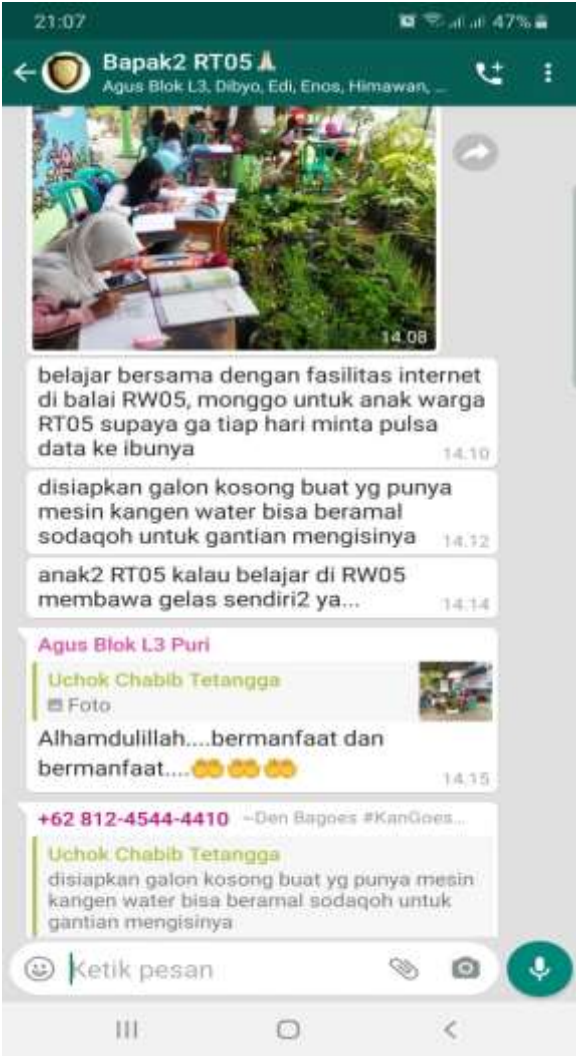 21:07
47%
Bapak2 RT05
Agus Blok L3, Dibyo, Edi, Enos, Himawan, ...
14.08
belajar bersama dengan fasilitas internet
di balai RW05, monggo untuk anak warga
RT05 supaya ga tiap hari minta pulsa
data ke ibunya
14.10
disiapkan galon kosong buat yg punya
mesin kangen water bisa beramal
sodaqoh untuk gantian mengisinya
14.12
anak2 RT05 kalau belajar di RW05
membawa gelas sendiri2 ya...
14.14
Agus Blok L3 Puri
Uchok Chabib Tetangga
Foto
Alhamdulillah....bermanfaat dan
bermanfaat....🤲🤲🤲
14.15
+62 812-4544-4410 ~Den Bagoes #KanGoes...
Uchok Chabib Tetangga
disiapkan galon kosong buat yg punya mesin
kangen water bisa beramal sodaqoh untuk
gantian mengisinya
Ketik pesan